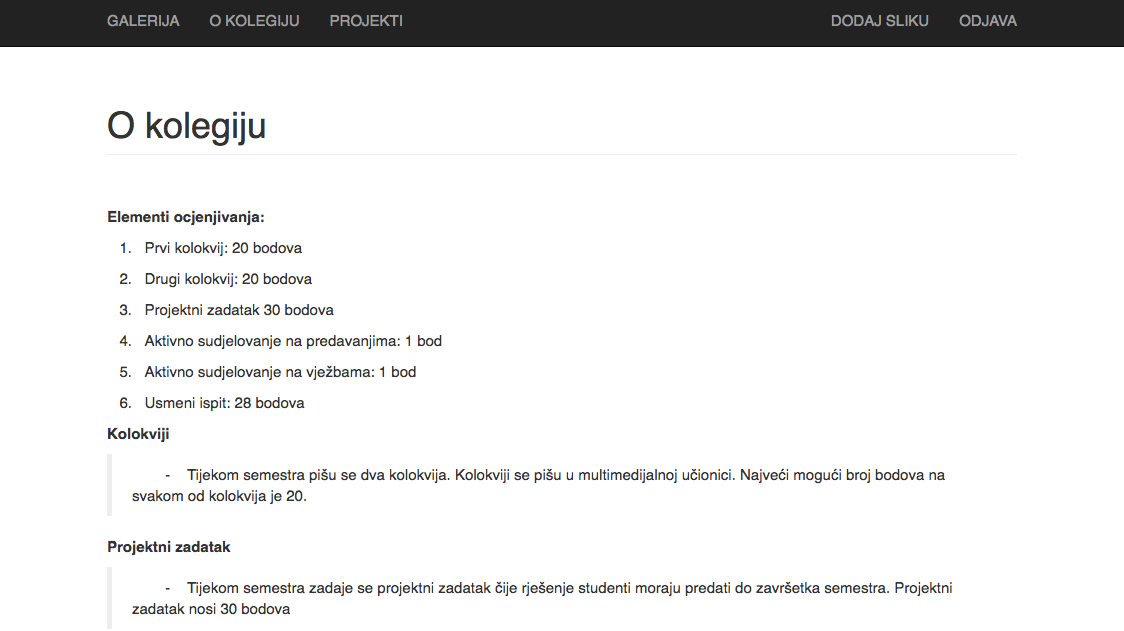 GALERIJA O KOLEGIJU PROJEKTI DODAJ SLIKU ODJAVA
O kolegiju
Elementi ocjenjivanja:
1. Prvi kolokvij: 20 bodova
2. Drugi kolokvij: 20 bodova
3. Projektni zadatak 30 bodova
4. Aktivno sudjelovanje na predavanjima: 1 bod
5. Aktivno sudjelovanje na vježbama: 1 bod
6. Usmeni ispit: 28 bodova
Kolokviji
- Tijekom semestra pišu se dva kolokvija. Kolokviji se pišu u multimedijalnoj učionici. Najveći mogući broj bodova na
svakom od kolokvija je 20.
Projektni zadatak
- Tijekom semestra zadaje se projektni zadatak čije rješenje studenti moraju predati do završetka semestra. Projektni
zadatak nosi 30 bodova